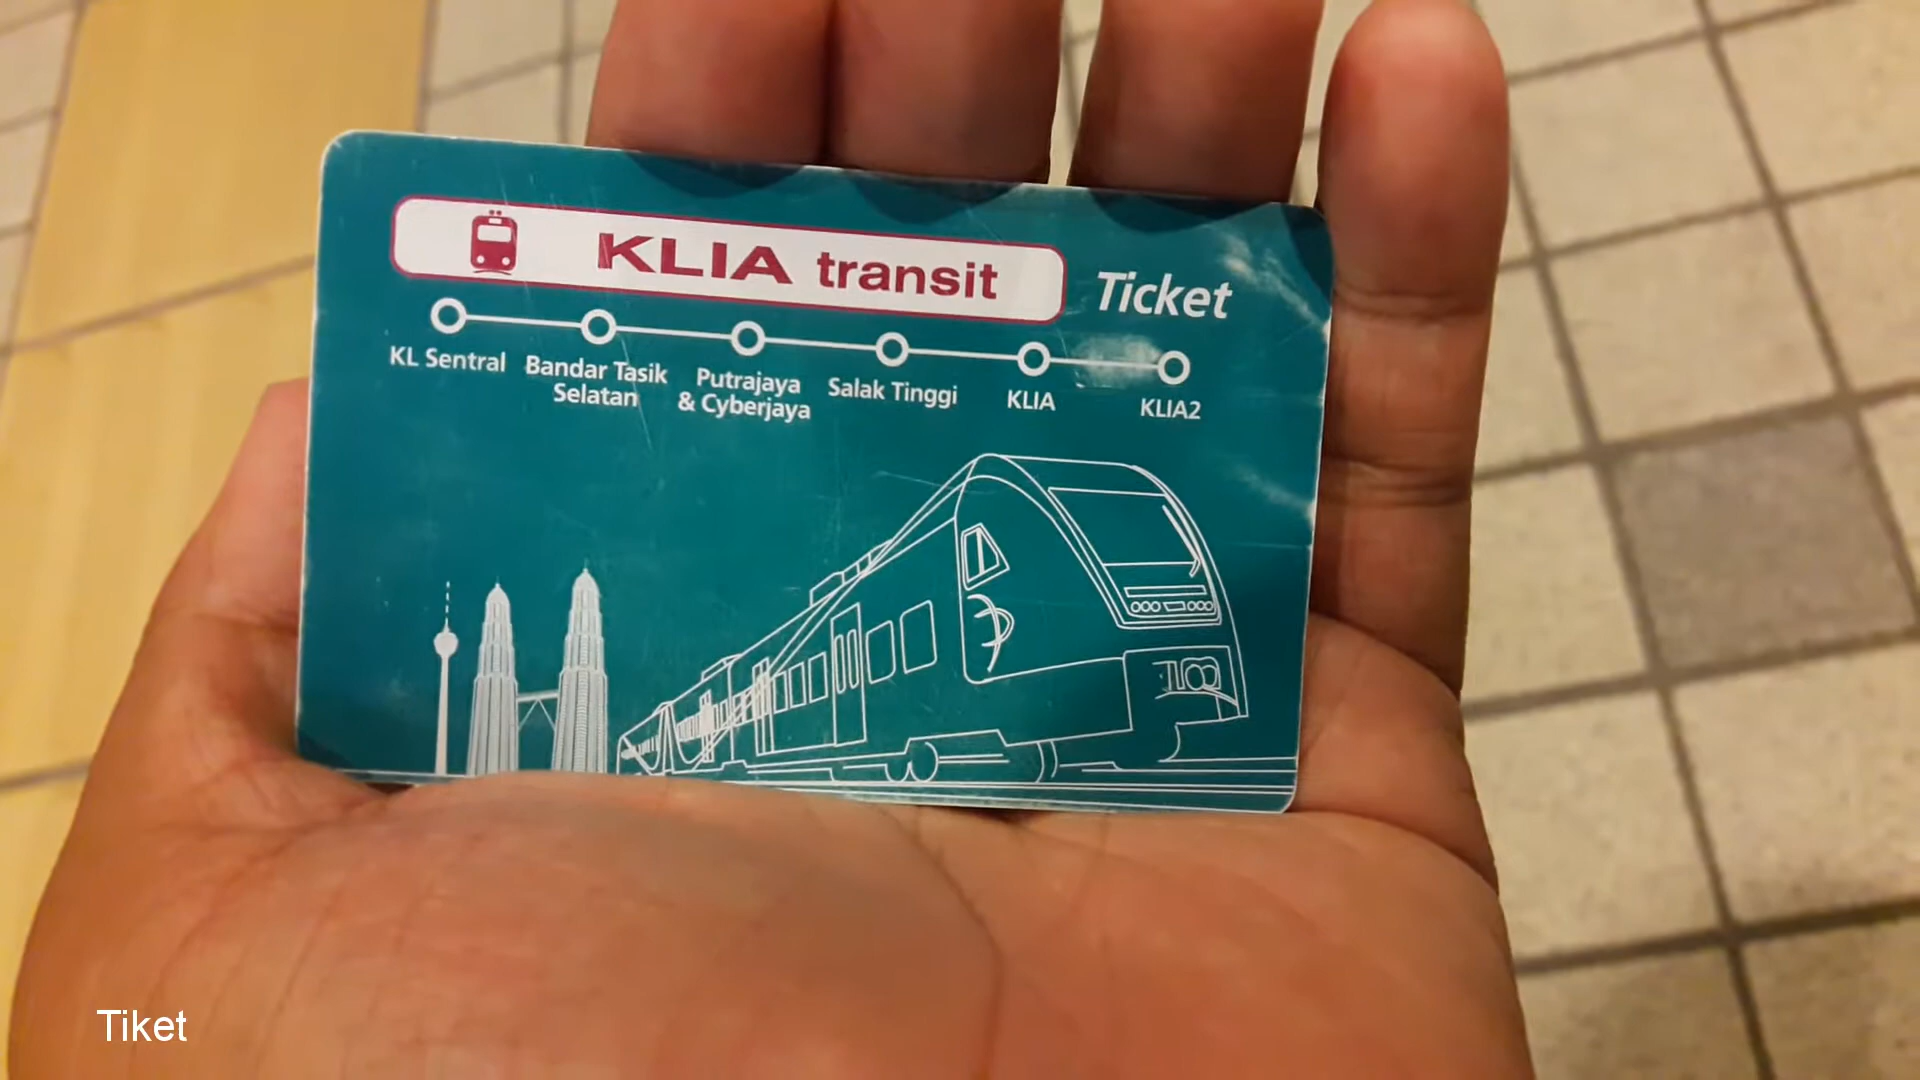 KLIA transit
Ticket
KL Sentral
Bandar Tasik
Selatan
Putrajaya
& Cyberjaya
Salak Tinggi
KLIA
KLIA2
Tiket